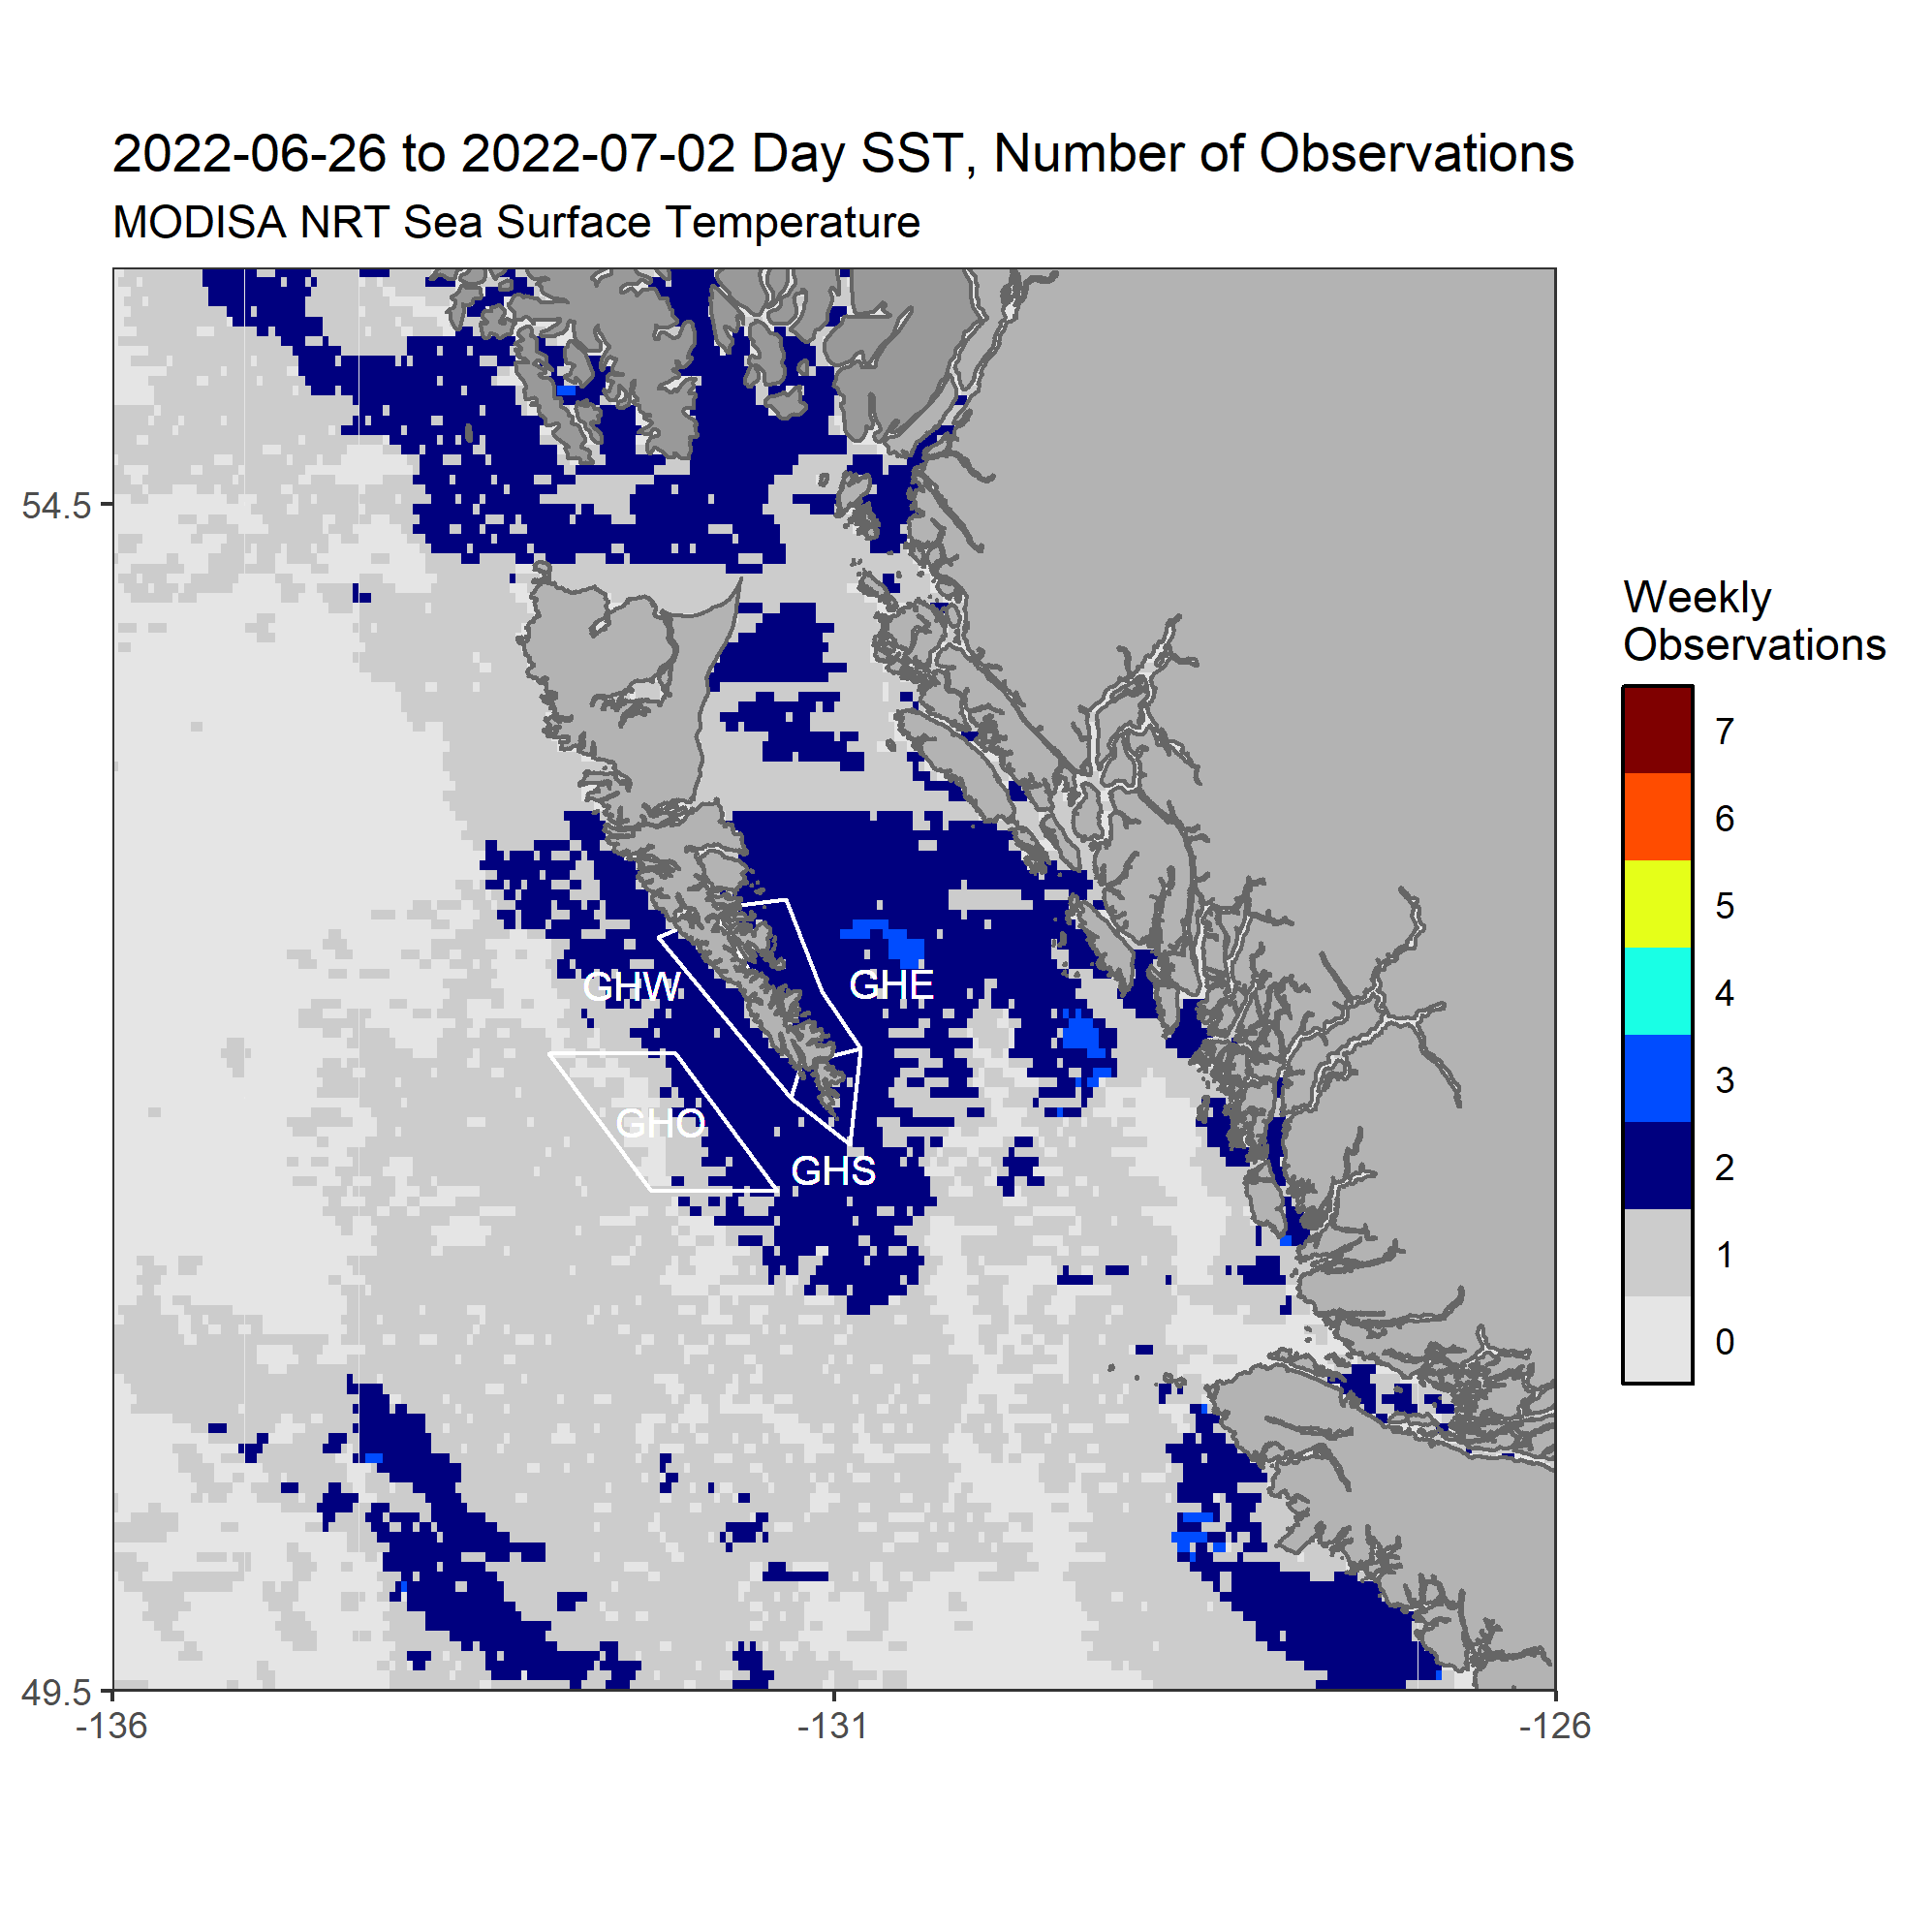 2022-06-26 to 2022-07-02 Day SST, Number of Observations
MODISA NRT Sea Surface Temperature
54.5
49.5
-136
-131
-126
GHW
GHE
GHO
GHS
Weekly
Observations
7
6
5
4
3
2
1
0